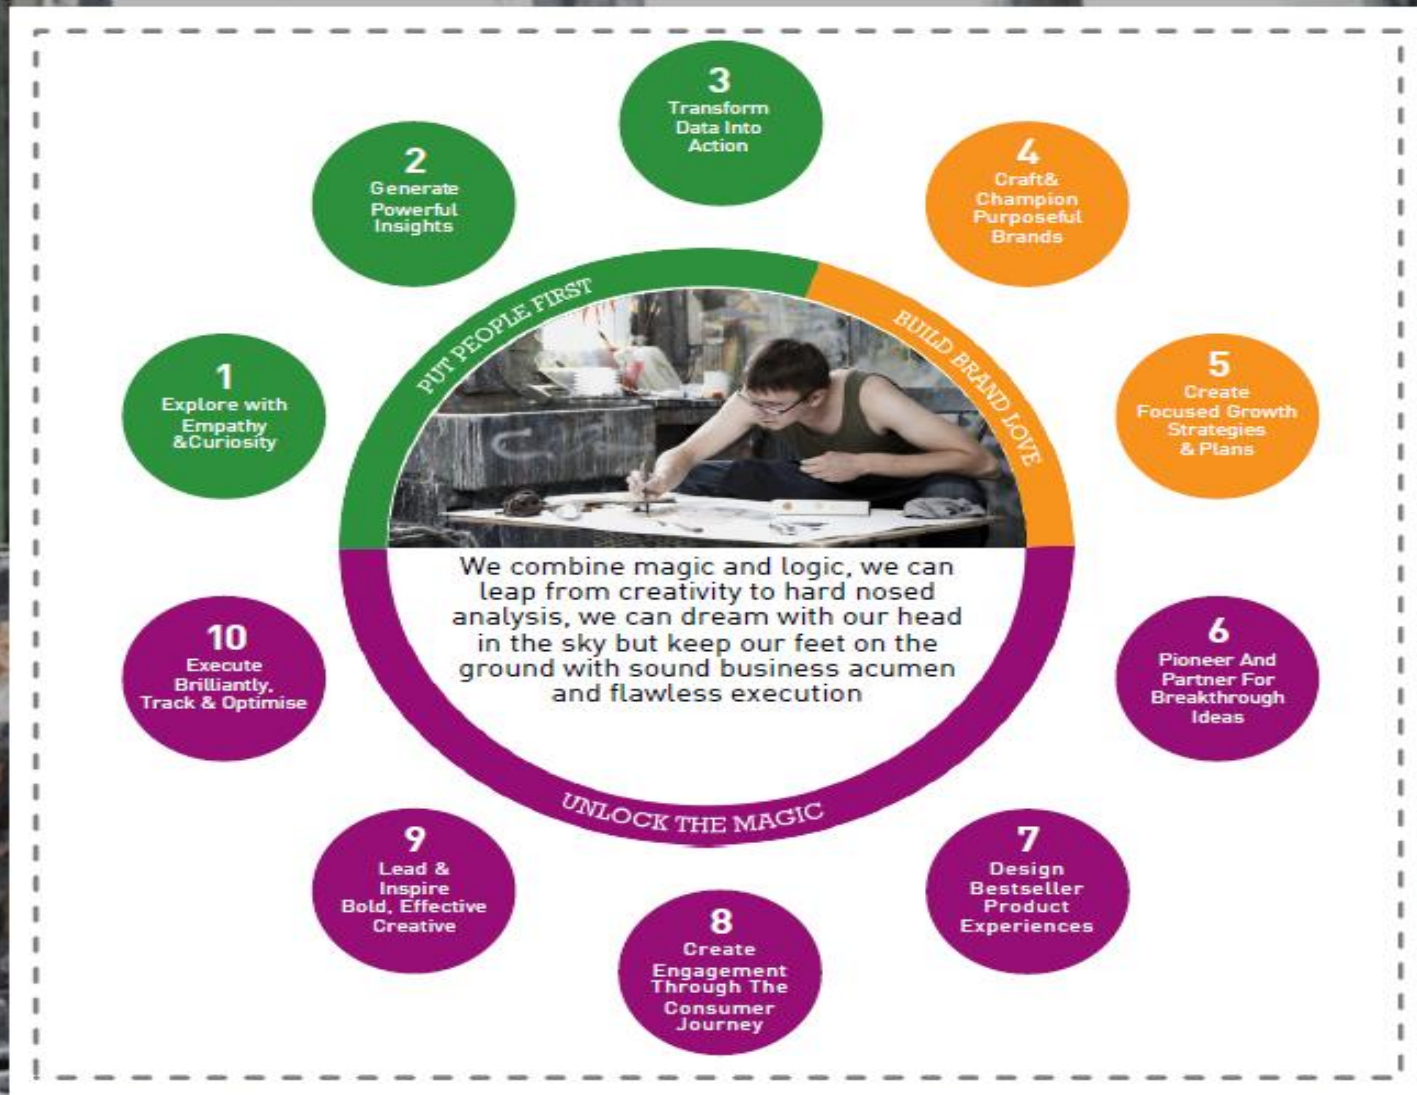 3
Transform
Data Into
Action
2
Generate
Powerful
Insights
4
Craft&
Champion
Purposeful
Brands
1
Explore with
Empathy
&Curiosity
PUT PEOPLE FIRST
BUILD BRAND LOVE
5
Create
Focused Growth
Strategies
& Plans
We combine magic and logic, we can
leap from creativity to hard nosed
analysis, we can dream with our head
in the sky but keep our feet on the
ground with sound business acumen
and flawless execution
10
Execute
Brilliantly,
Track & Optimise
6
Pioneer And
Partner For
Breakthrough
Ideas
UNLOCK THE MAGIC
9
Lead &
Inspire
Bold, Effective
Creative
8
Create
Engagement
Through The
Consumer
Journey
7
Design
Bestseller
Product
Experiences